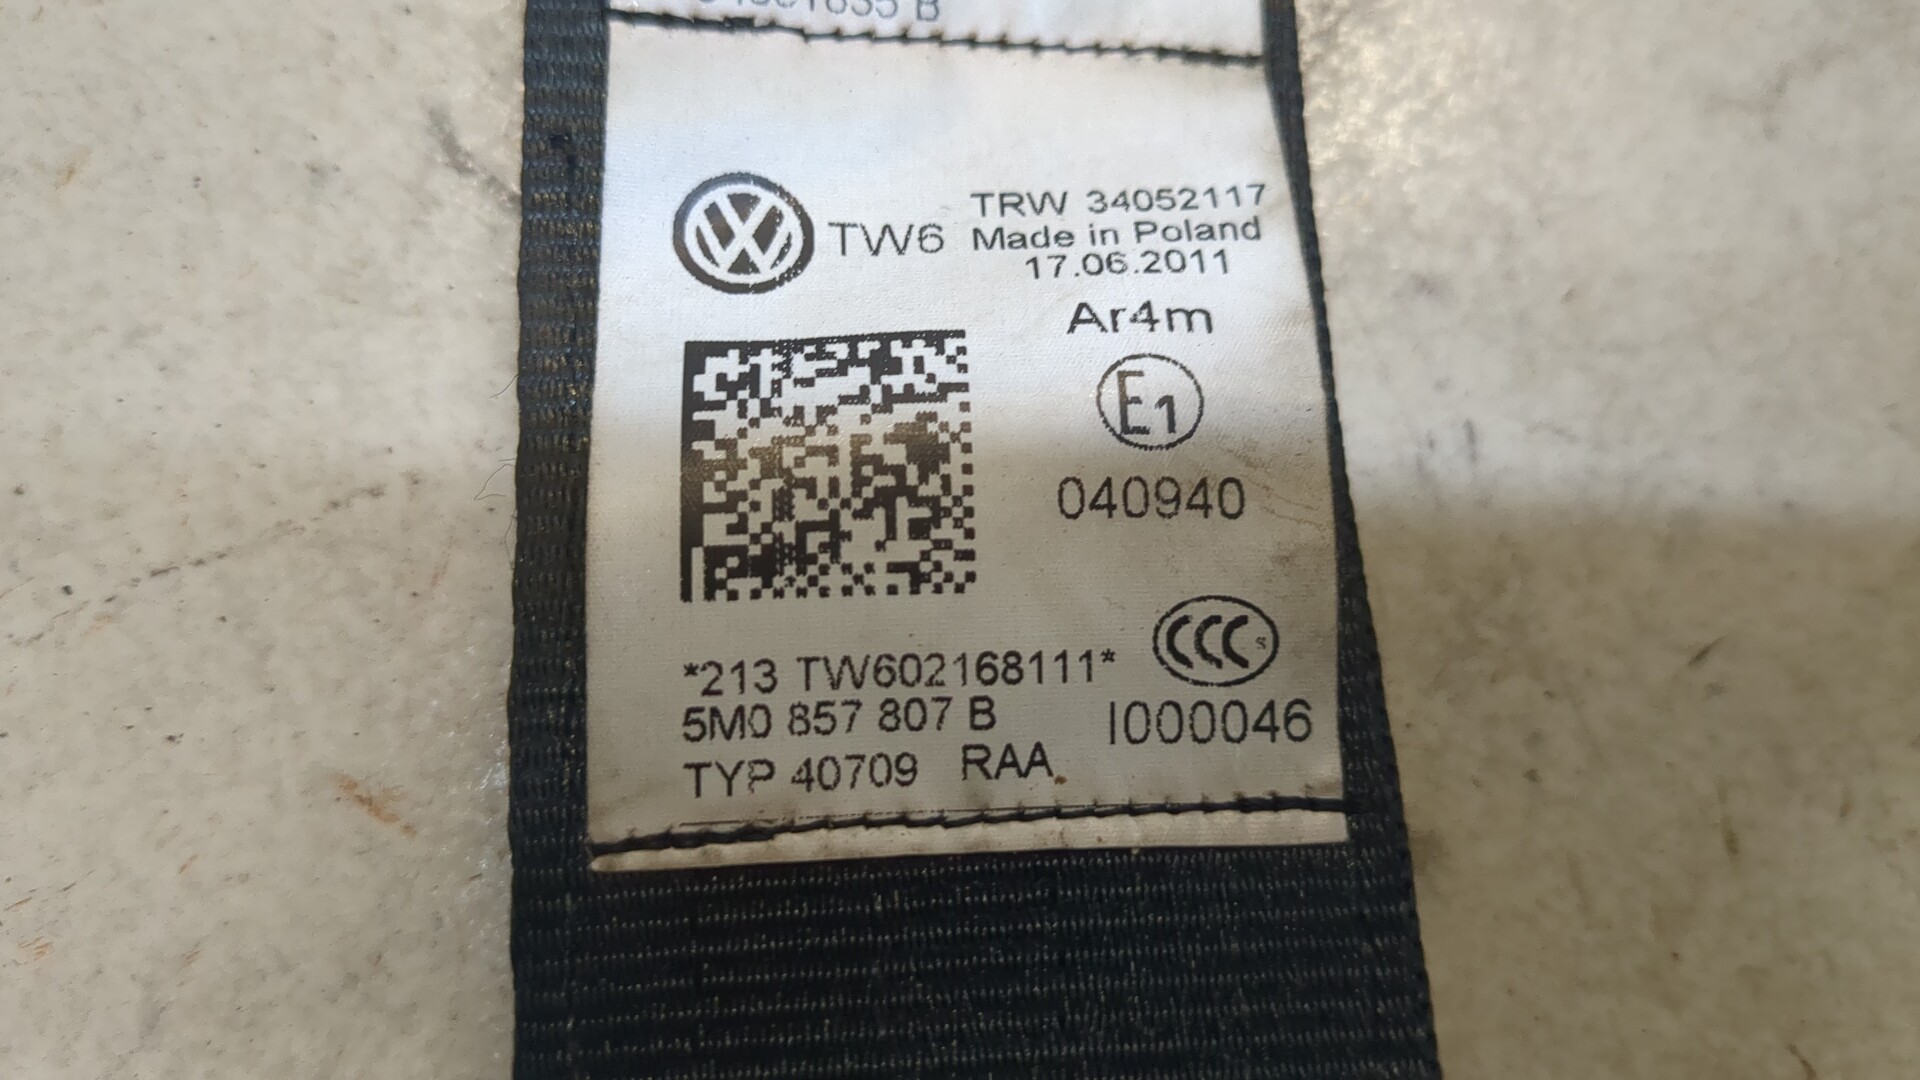 TW6
TRW 34052117
Made in Poland
17.06.2011
Ar4m
E1
040940
CCC S
*213 TW602168111*
5M0 857 807 B
I000046
TYP 40709 RAA